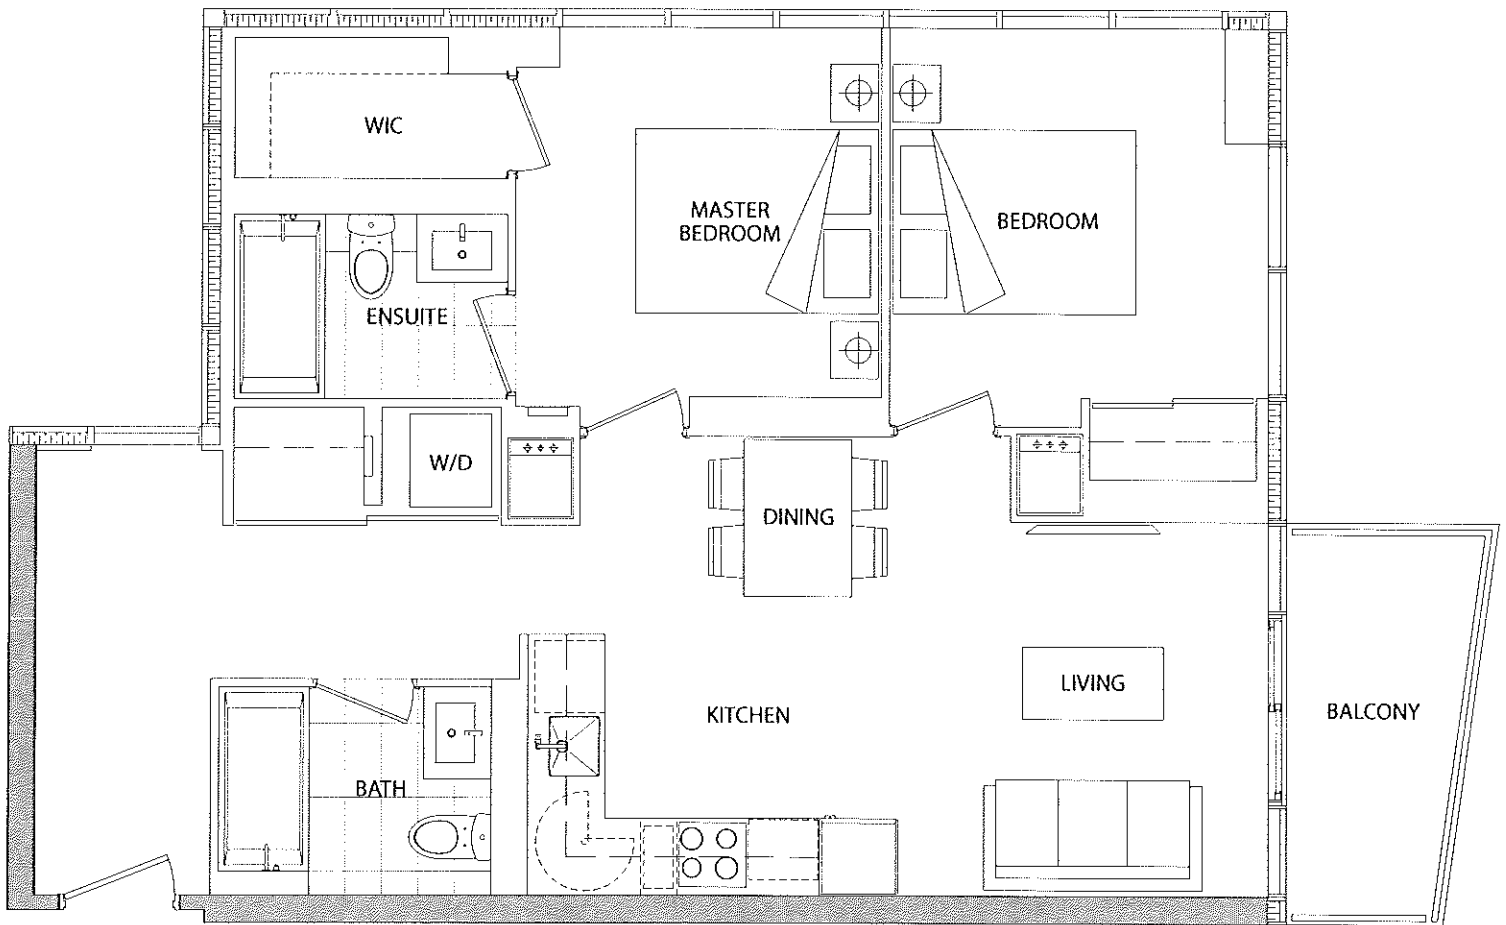 WIC
MASTER
BEDROOM
BEDROOM
ENSUITE
W/D
DINING
LIVING
KITCHEN
BALCONY
BATH